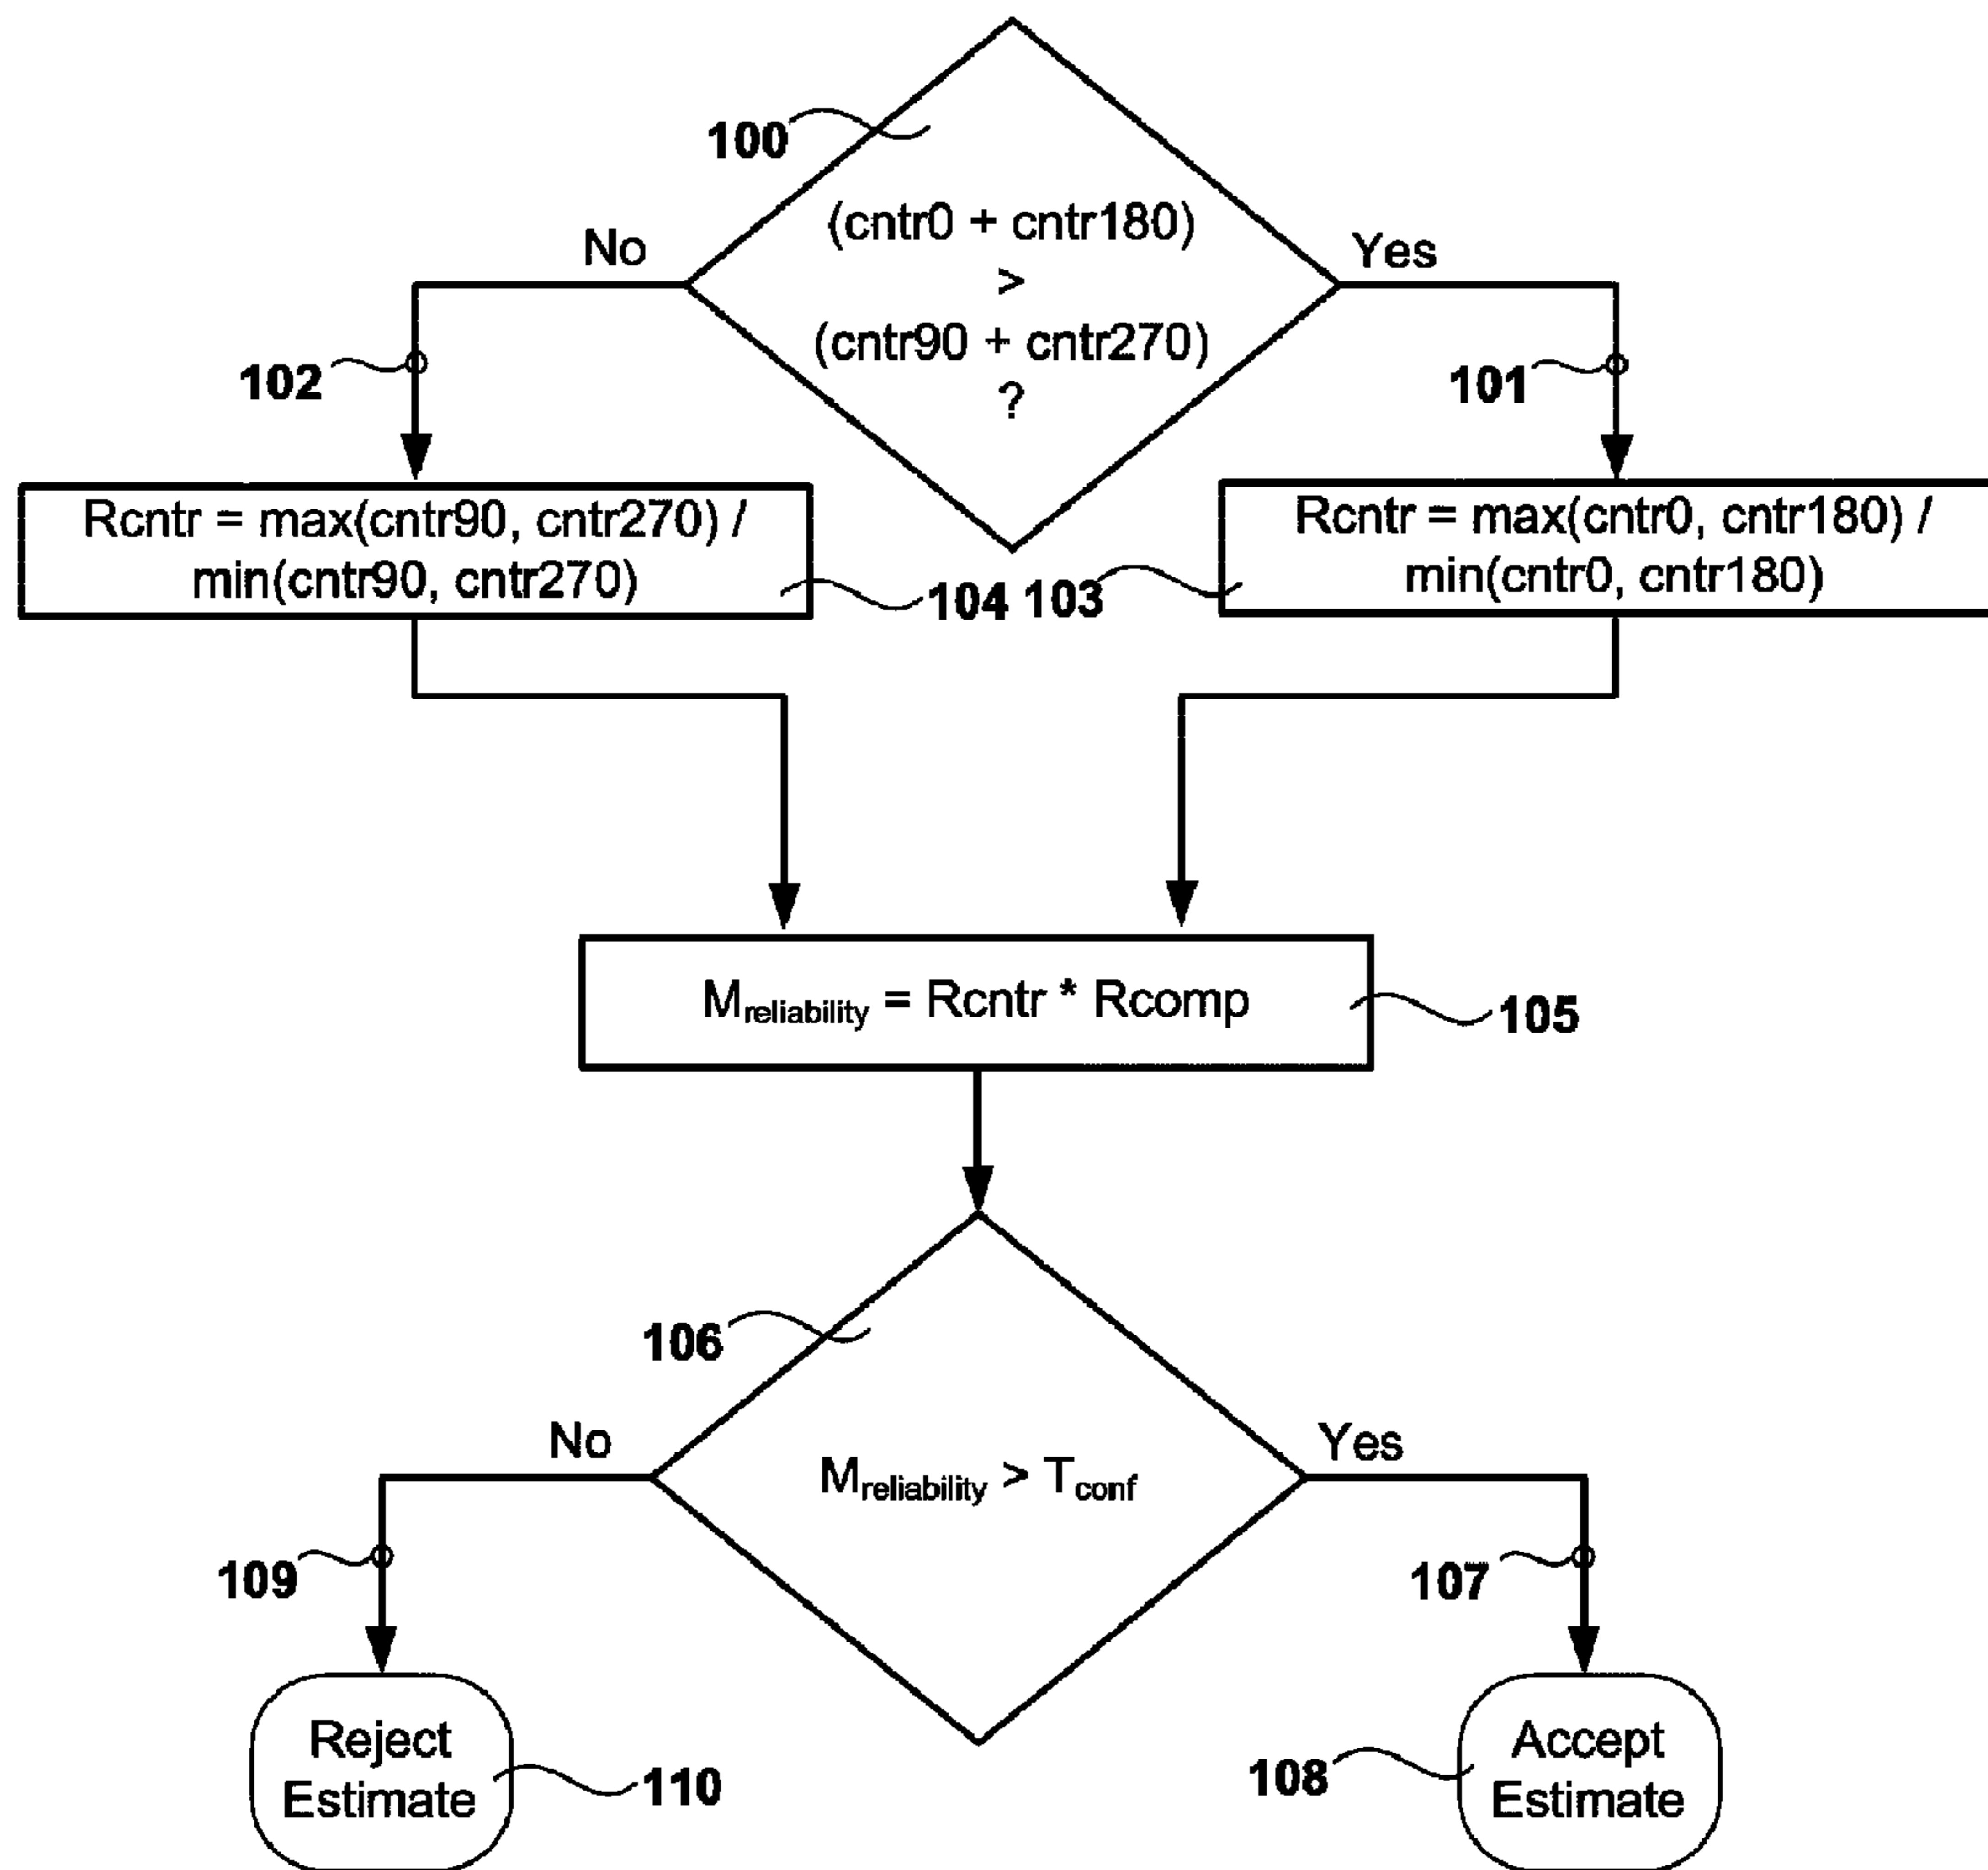 100
(cntr0 + cntr180)
>
(cntr90 + cntr270)
?
No
Yes
102
101
Rcntr = max(cntr90, cntr270) /
min(cntr90, cntr270)
Rcntr = max(cntr0, cntr180) /
min(cntr0, cntr180)
104
103
Mreliability = Rcntr * Rcomp
105
106
No
Yes
Mreliability > Tconf
109
107
Reject
Estimate
110
108
Accept
Estimate